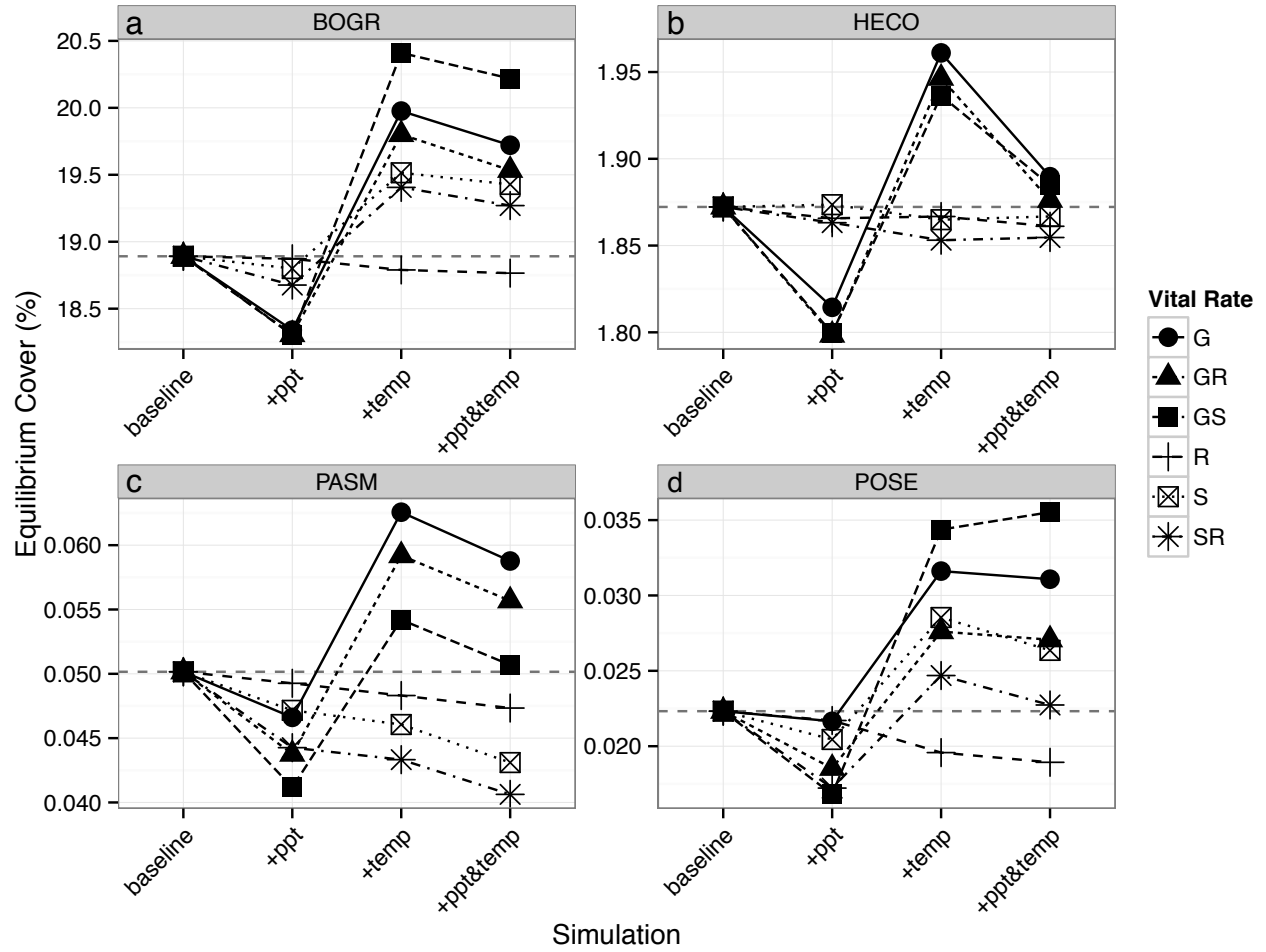 a BOGR
20.5
20.0
19.5
19.0
18.5
baseline
+ppt
+temp
+ppt&temp
b HECO
1.95
1.90
1.85
1.80
baseline
+ppt
+temp
+ppt&temp
c PASM
0.060
0.055
0.050
0.045
0.040
baseline
+ppt
+temp
+ppt&temp
d POSE
0.035
0.030
0.025
0.020
baseline
+ppt
+temp
+ppt&temp
Equilibrium Cover (%)
Simulation
Vital Rate
G
GR
GS
R
S
SR